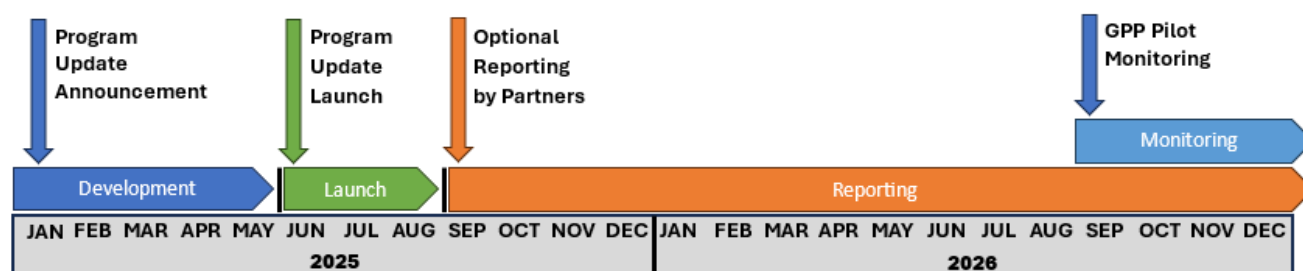 Program
Update
Announcement
Program
Update
Launch
Optional
Reporting
by Partners
GPP Pilot
Monitoring
Monitoring
Development
Launch
Reporting
JAN FEB MAR APR MAY JUN JUL AUG SEP OCT NOV DEC JAN FEB MAR APR MAY JUN JUL AUG SEP OCT NOV DEC
2025 2026